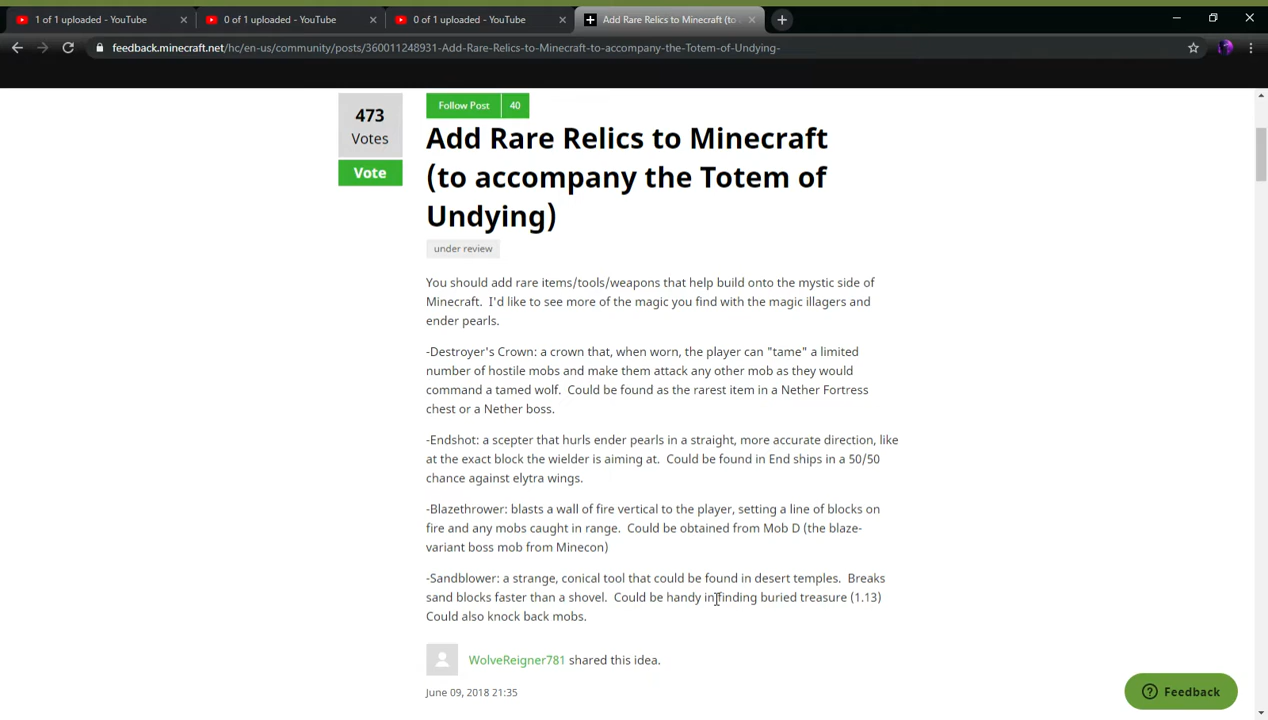 1 of 1 uploaded - YouTube
0 of 1 uploaded - YouTube
0 of 1 uploaded - YouTube
Add Rare Relics to Minecraft (to
feedback.minecraft.net/hc/en-us/community/posts/360011248931-Add-Rare-Relics-to-Minecraft-to-accompany-the-Totem-of-Undying-
473
Votes
Vote
Follow Post 40
Add Rare Relics to Minecraft
(to accompany the Totem of
Undying)
under review
You should add rare items/tools/weapons that help build onto the mystic side of
Minecraft.  I'd like to see more of the magic you find with the magic illagers and
ender pearls.
-Destroyer's Crown: a crown that, when worn, the player can "tame" a limited
number of hostile mobs and make them attack any other mob as they would
command a tamed wolf.  Could be found as the rarest item in a Nether Fortress
chest or a Nether boss.
-Endshot: a scepter that hurls ender pearls in a straight, more accurate direction, like
at the exact block the wielder is aiming at.  Could be found in End ships in a 50/50
chance against elytra wings.
-Blazethrower: blasts a wall of fire vertical to the player, setting a line of blocks on
fire and any mobs caught in range.  Could be obtained from Mob D (the blaze-
variant boss mob from Minecon)
-Sandblower: a strange, conical tool that could be found in desert temples.  Breaks
sand blocks faster than a shovel.  Could be handy in finding buried treasure (1.13)
Could also knock back mobs.
WolveReigner781 shared this idea.
June 09, 2018 21:35
Feedback